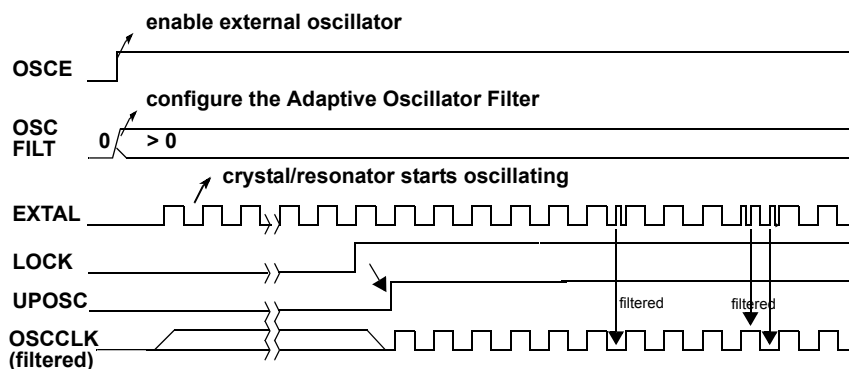 enable external oscillator
OSCE
configure the Adaptive Oscillator Filter
OSC
FILT
0
> 0
crystal/resonator starts oscillating
EXTAL
LOCK
UPOSC
filtered
filtered
OSCCLK
(filtered)